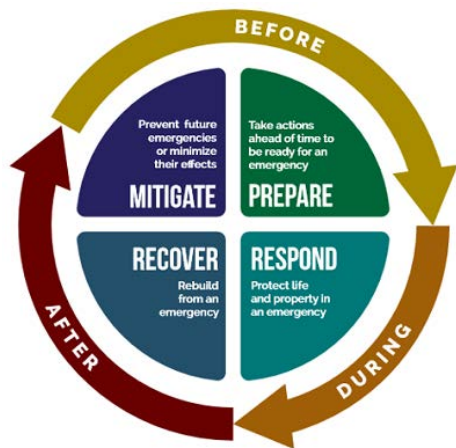 BEFORE
Prevent future
emergencies
or minimize
their effects
MITIGATE
Take actions
ahead of time to
be ready for an
emergency
PREPARE
RECOVER
Rebuild
from an
emergency
RESPOND
Protect life
and property in
an emergency
AFTER
DURING